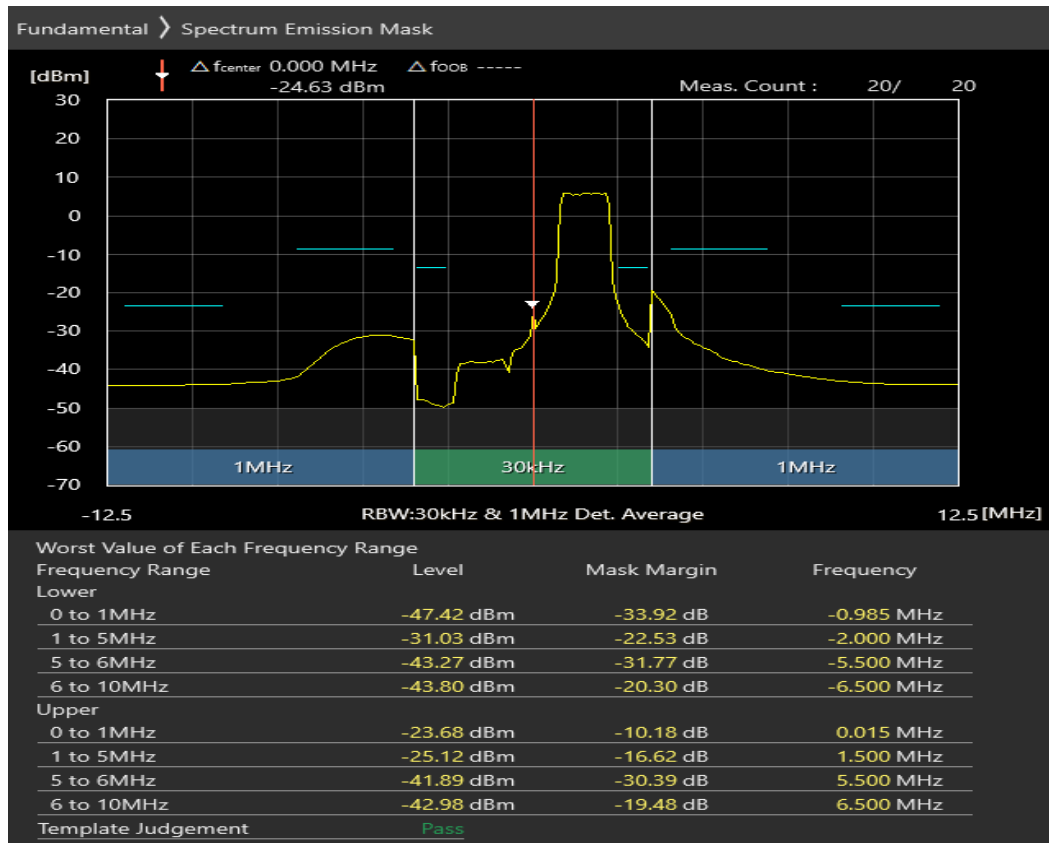 Fundamental ❯ Spectrum Emission Mask
[dBm] △ fcenter 0.000 MHz △ fOOB -----
-24.63 dBm Meas. Count : 20/ 20
30
20
10
0
-10
-20
-30
-40
-50
-60
-70
1MHz 30kHz 1MHz
-12.5 RBW:30kHz & 1MHz Det. Average 12.5 [MHz]
Worst Value of Each Frequency Range
Frequency Range Level Mask Margin Frequency
Lower
0 to 1MHz -47.42 dBm -33.92 dB -0.985 MHz
1 to 5MHz -31.03 dBm -22.53 dB -2.000 MHz
5 to 6MHz -43.27 dBm -31.77 dB -5.500 MHz
6 to 10MHz -43.80 dBm -20.30 dB -6.500 MHz
Upper
0 to 1MHz -23.68 dBm -10.18 dB 0.015 MHz
1 to 5MHz -25.12 dBm -16.62 dB 1.500 MHz
5 to 6MHz -41.89 dBm -30.39 dB 5.500 MHz
6 to 10MHz -42.98 dBm -19.48 dB 6.500 MHz
Template Judgement Pass